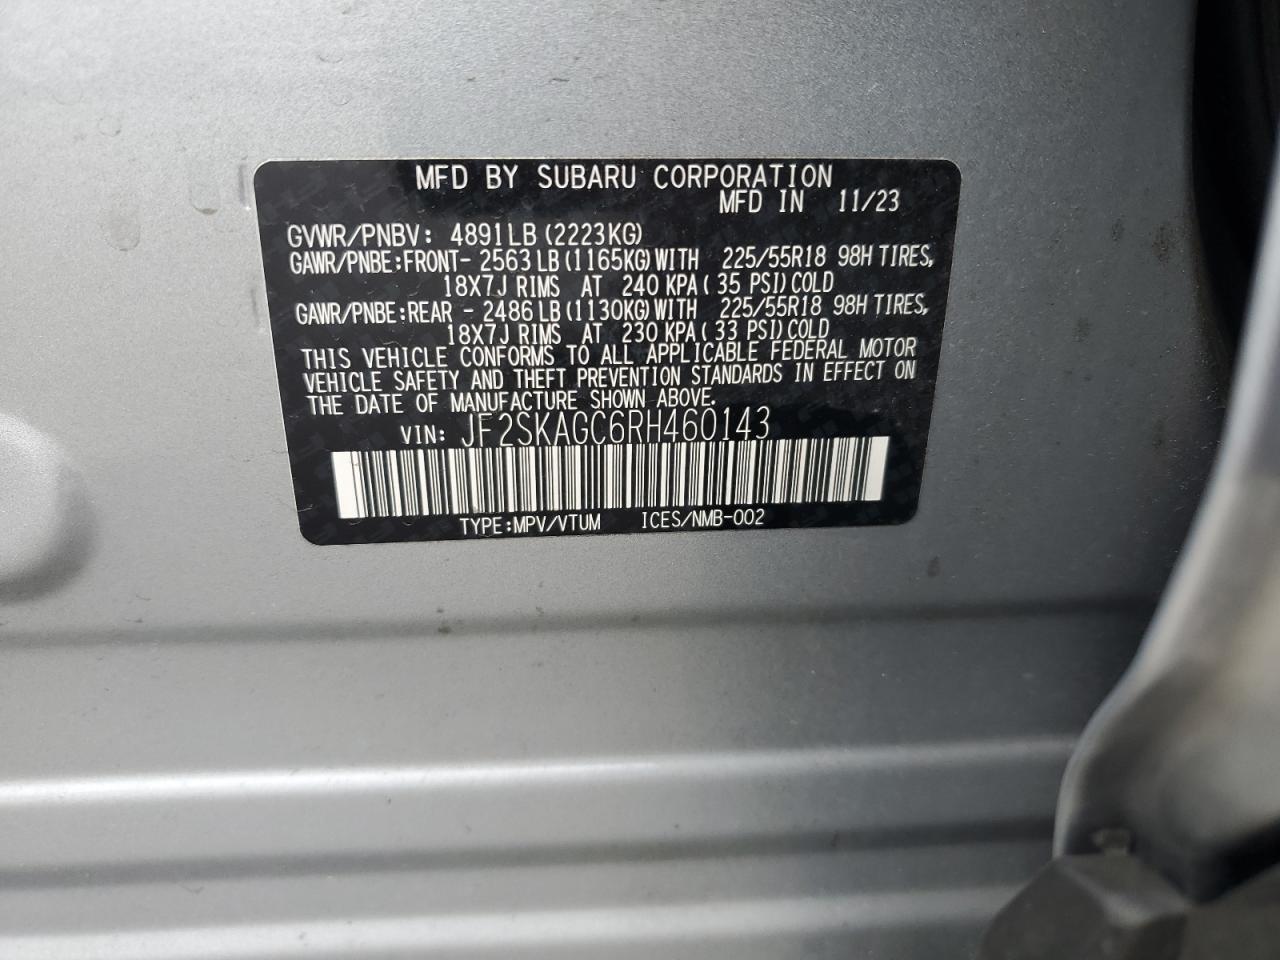 MFD BY SUBARU CORPORATION
MFD IN 11/23
GVWR/PNBV: 4891LB (2223KG)
GAWR/PNBE:FRONT- 2563LB(1165KG)WITH 225/55R18 98H TIRES,
18X7J RIMS AT 240 KPA( 35 PSI)COLD
GAWR/PNBE:REAR - 2486LB(1130KG)WITH 225/55R18 98H TIRES,
18X7J RIMS AT 230 KPA( 33 PSI)COLD
THIS VEHICLE CONFORMS TO ALL APPLICABLE FEDERAL MOTOR
VEHICLE SAFETY AND THEFT PREVENTION STANDARDS IN EFFECT ON
THE DATE OF MANUFACTURE SHOWN ABOVE.
VIN: JF2SKAGC6RH460143
TYPE:MPV/VTUM ICES/NMB-002